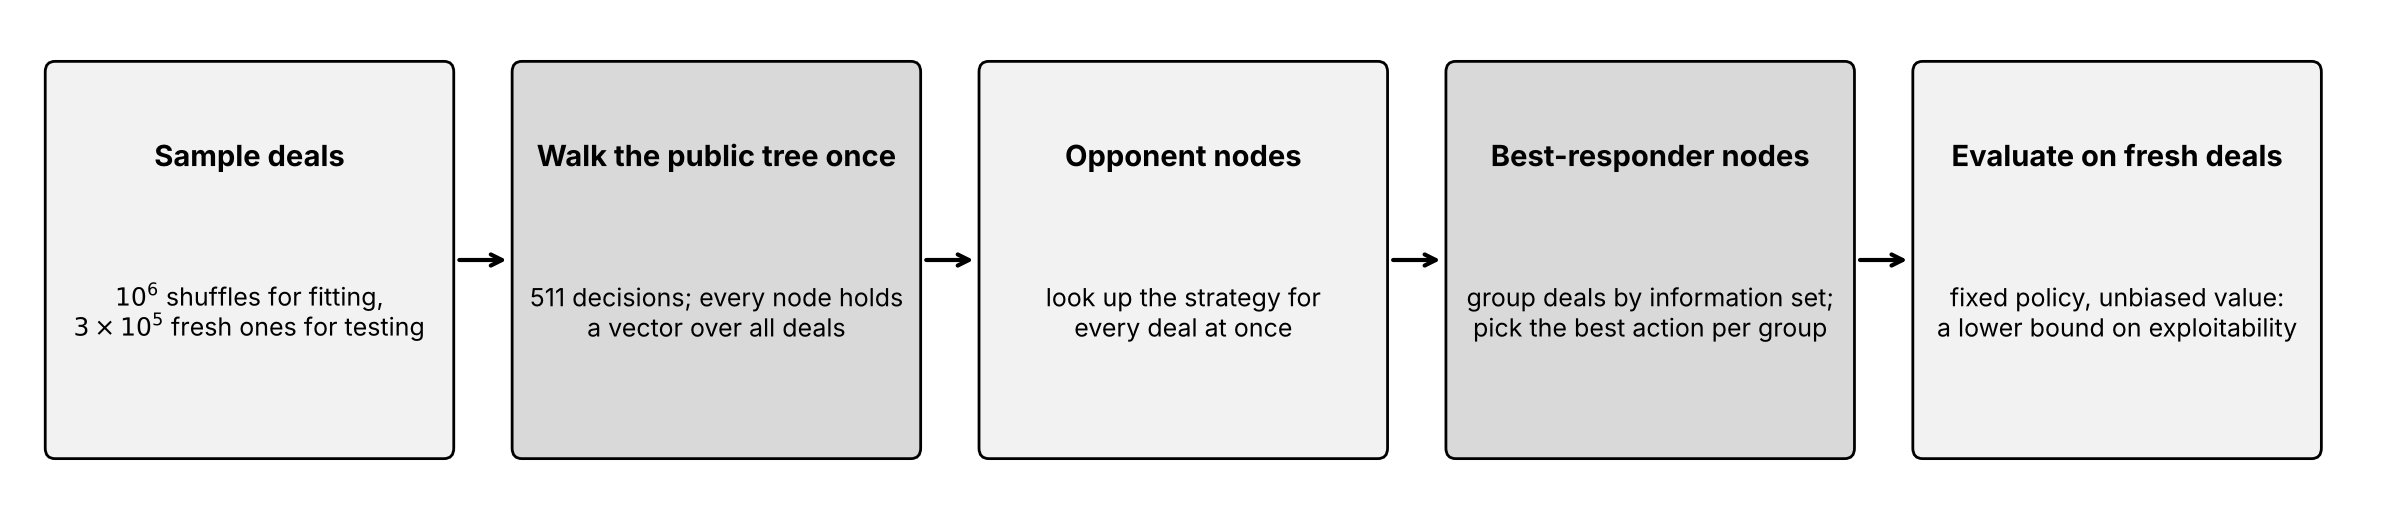 Sample deals
10⁶ shuffles for fitting,
3 × 10⁵ fresh ones for testing
Walk the public tree once
511 decisions; every node holds
a vector over all deals
Opponent nodes
look up the strategy for
every deal at once
Best-responder nodes
group deals by information set;
pick the best action per group
Evaluate on fresh deals
fixed policy, unbiased value:
a lower bound on exploitability